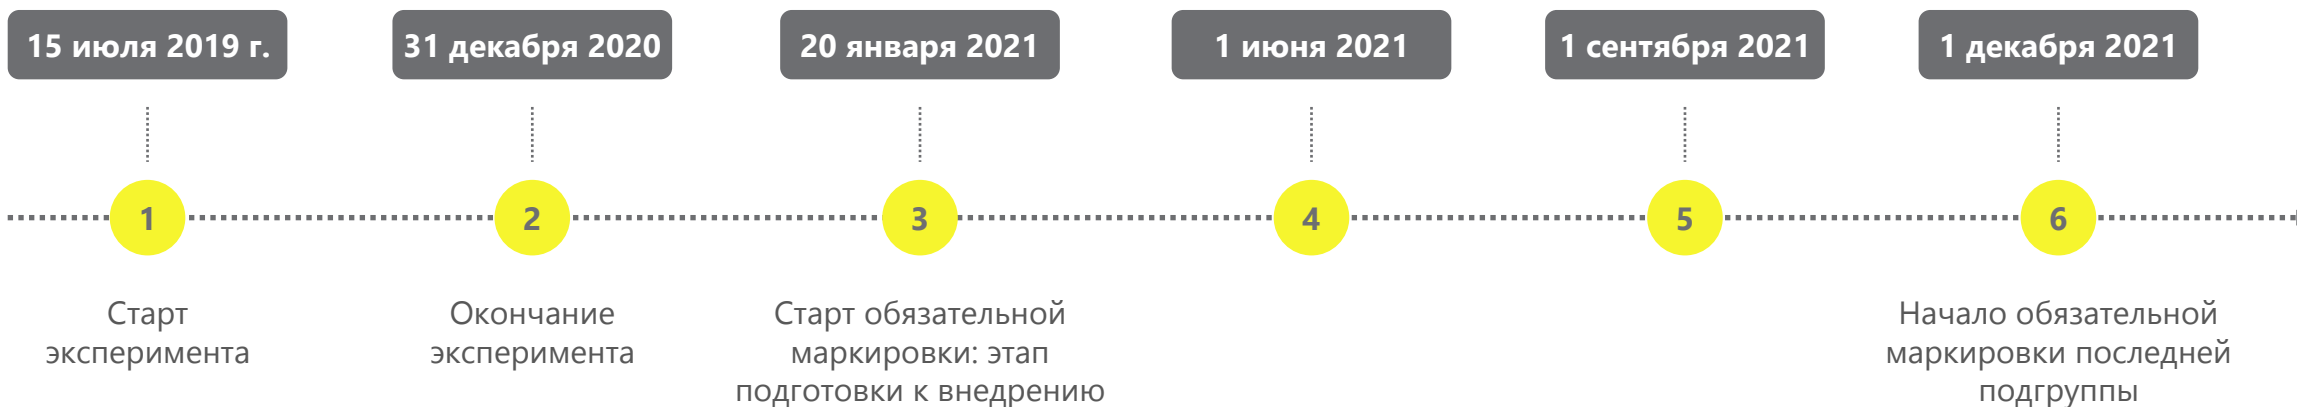 15 июля 2019 г.
31 декабря 2020
20 января 2021
1 июня 2021
1 сентября 2021
1 декабря 2021
1
2
3
4
5
6
Старт
эксперимента
Окончание
эксперимента
Старт обязательной
маркировки: этап
подготовки к внедрению
Начало обязательной
маркировки последней
подгруппы